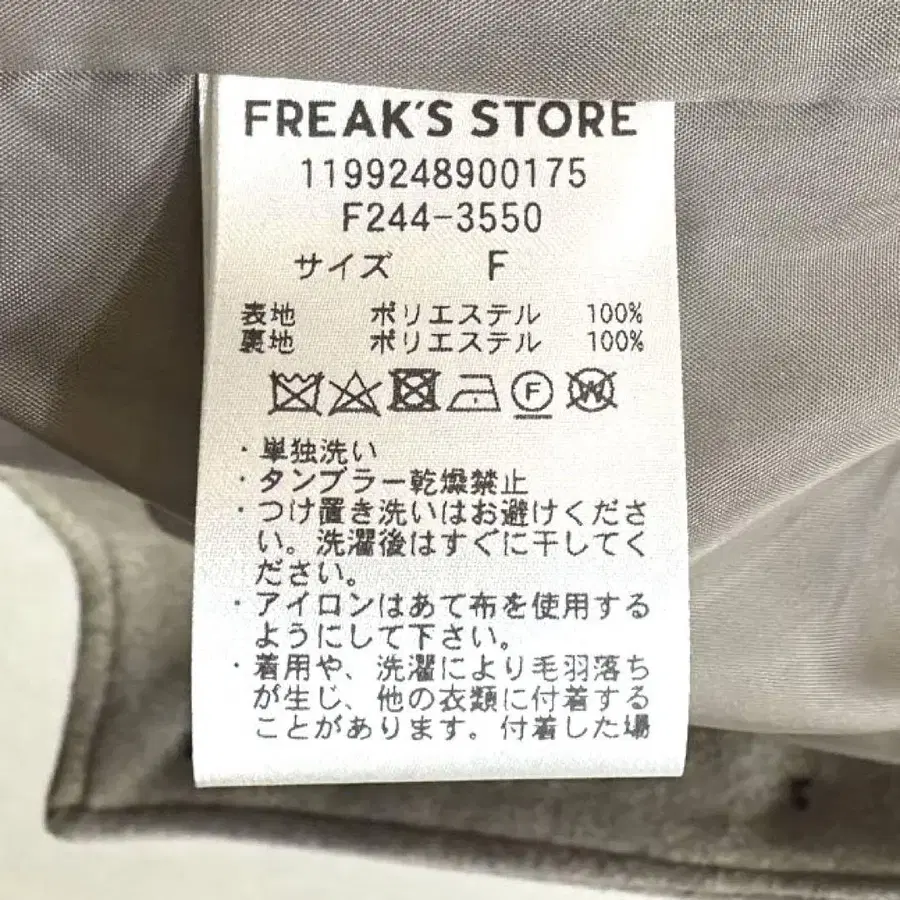 FREAK'S STORE
1199248900175
F244-3550
サイズ F
表地 ポリエステル 100%
裏地 ポリエステル 100%
F W
・単独洗い
・タンブラー乾燥禁止
・つけ置き洗いはお避けくださ
い。洗濯後はすぐに干してく
ださい。
・アイロンはあて布を使用する
ようにして下さい。
・着用や、洗濯により毛羽落ち
が生じ、他の衣類に付着する
ことがあります。付着した場